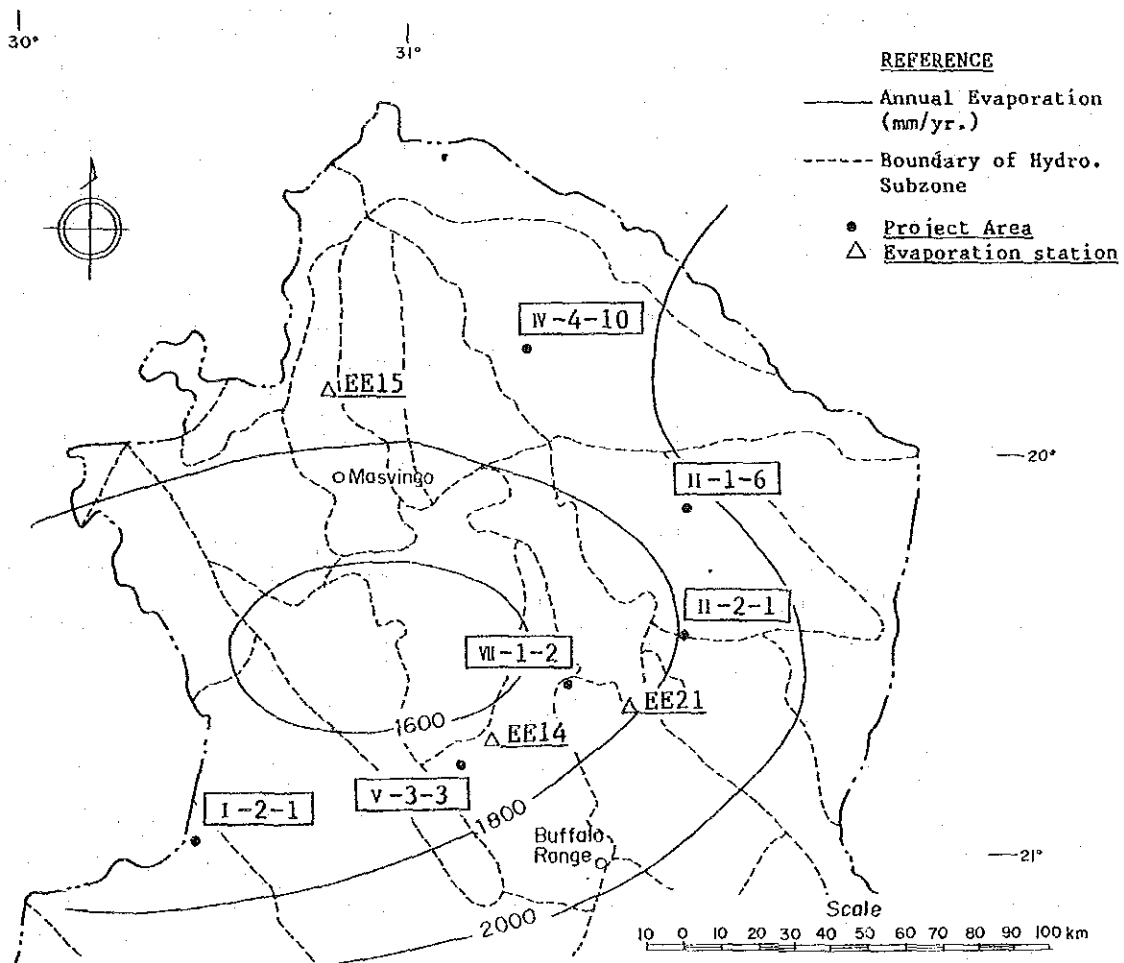 30°
31°
REFERENCE
Annual Evaporation
(mm/yr.)
Boundary of Hydro.
Subzone
Project Area
Evaporation station
IV-4-10
EE15
20°
Masvingo
II-1-6
II-2-1
VII-1-2
EE21
1600
EE14
V-3-3
I-2-1
1800
Buffalo
Range
21°
2000
Scale
10 0 10 20 30 40 50 60 70 80 90 100 km